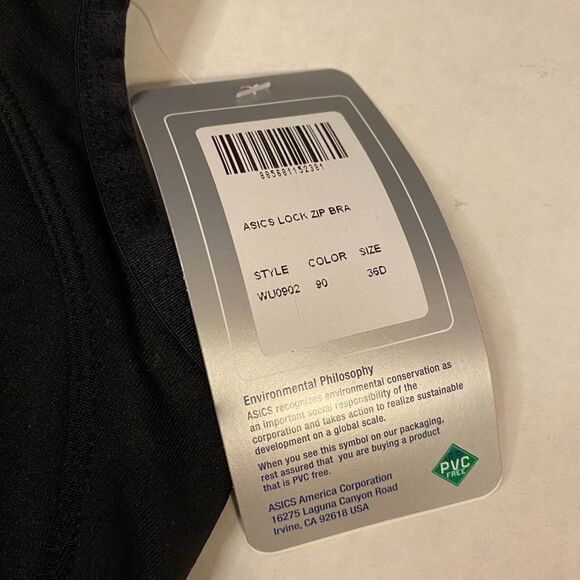 885681152381
ASICS LOCK ZIP BRA
STYLE COLOR SIZE
WU0902 90 36D
Environmental Philosophy
ASICS recognizes environmental conservation as
an important social responsibility of the
corporation and takes action to realize sustainable
development on a global scale.
When you see this symbol on our packaging,
rest assured that you are buying a product
that is PVC free.
PVC
FREE
ASICS America Corporation
16275 Laguna Canyon Road
Irvine, CA 92618 USA